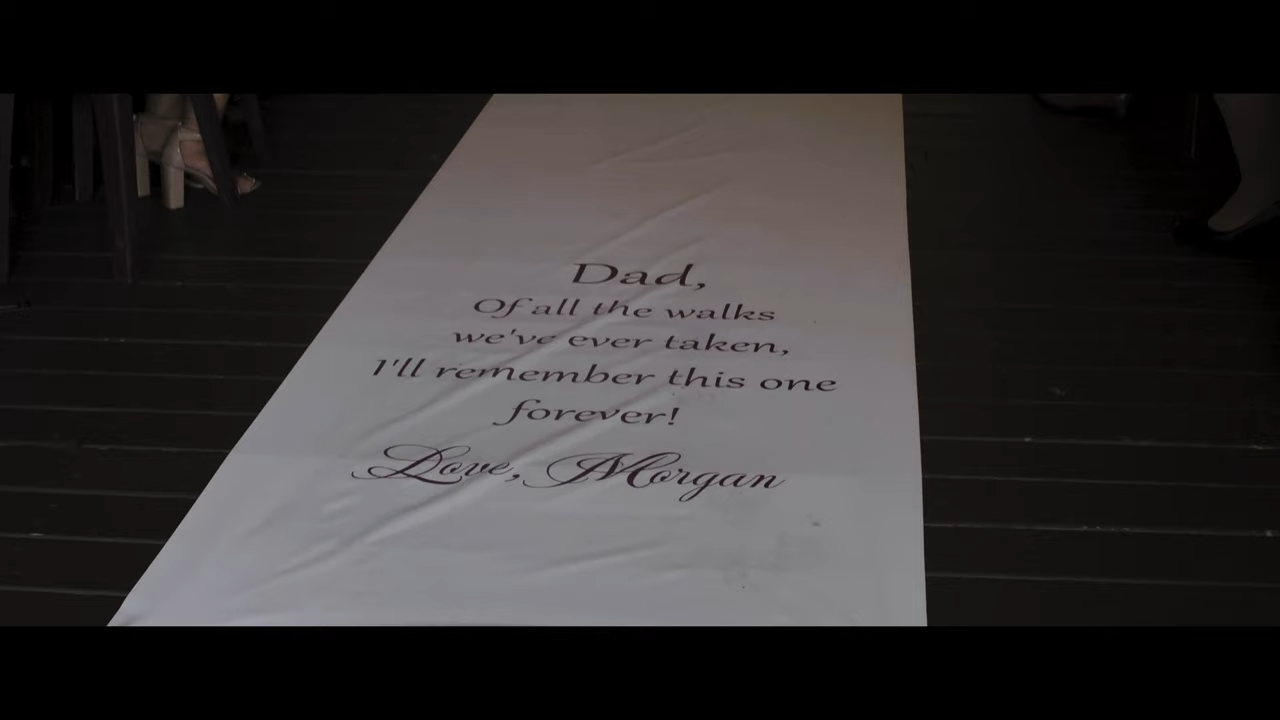 Dad,
Of all the walks
we've ever taken,
I'll remember this one
forever!
Love, Morgan